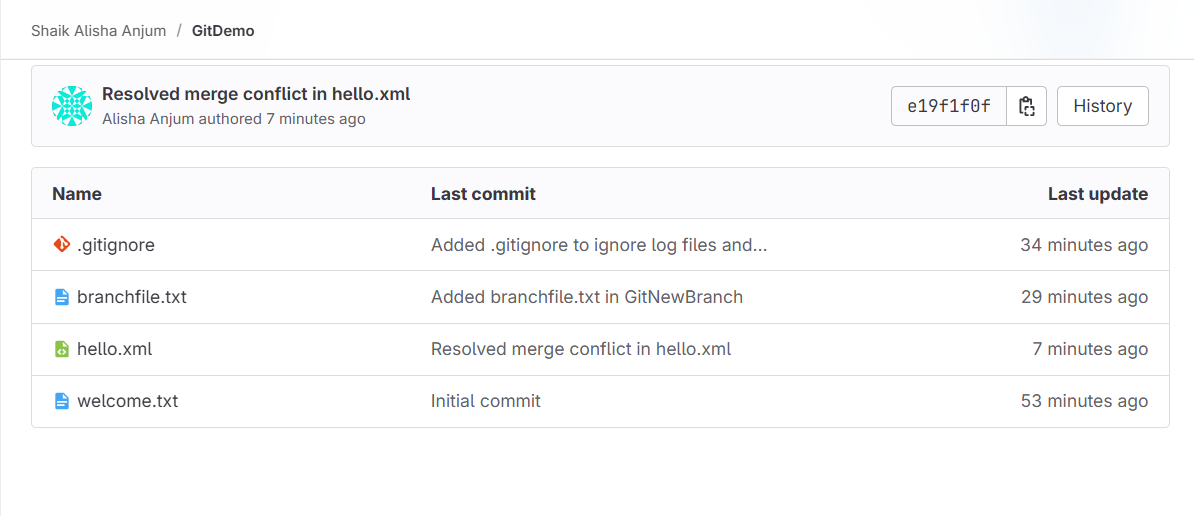 Shaik Alisha Anjum / GitDemo
Resolved merge conflict in hello.xml
Alisha Anjum authored 7 minutes ago
e19f1f0f
History
Name Last commit Last update
.gitignore Added .gitignore to ignore log files and... 34 minutes ago
branchfile.txt Added branchfile.txt in GitNewBranch 29 minutes ago
hello.xml Resolved merge conflict in hello.xml 7 minutes ago
welcome.txt Initial commit 53 minutes ago